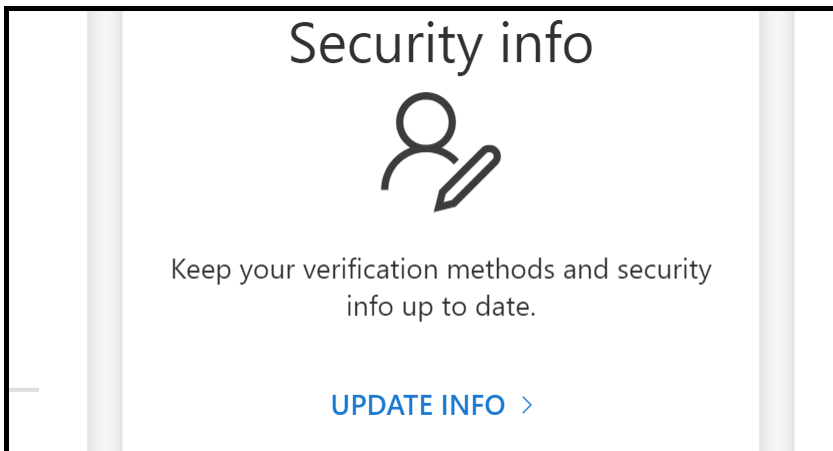 Security info
Keep your verification methods and security
info up to date.
UPDATE INFO